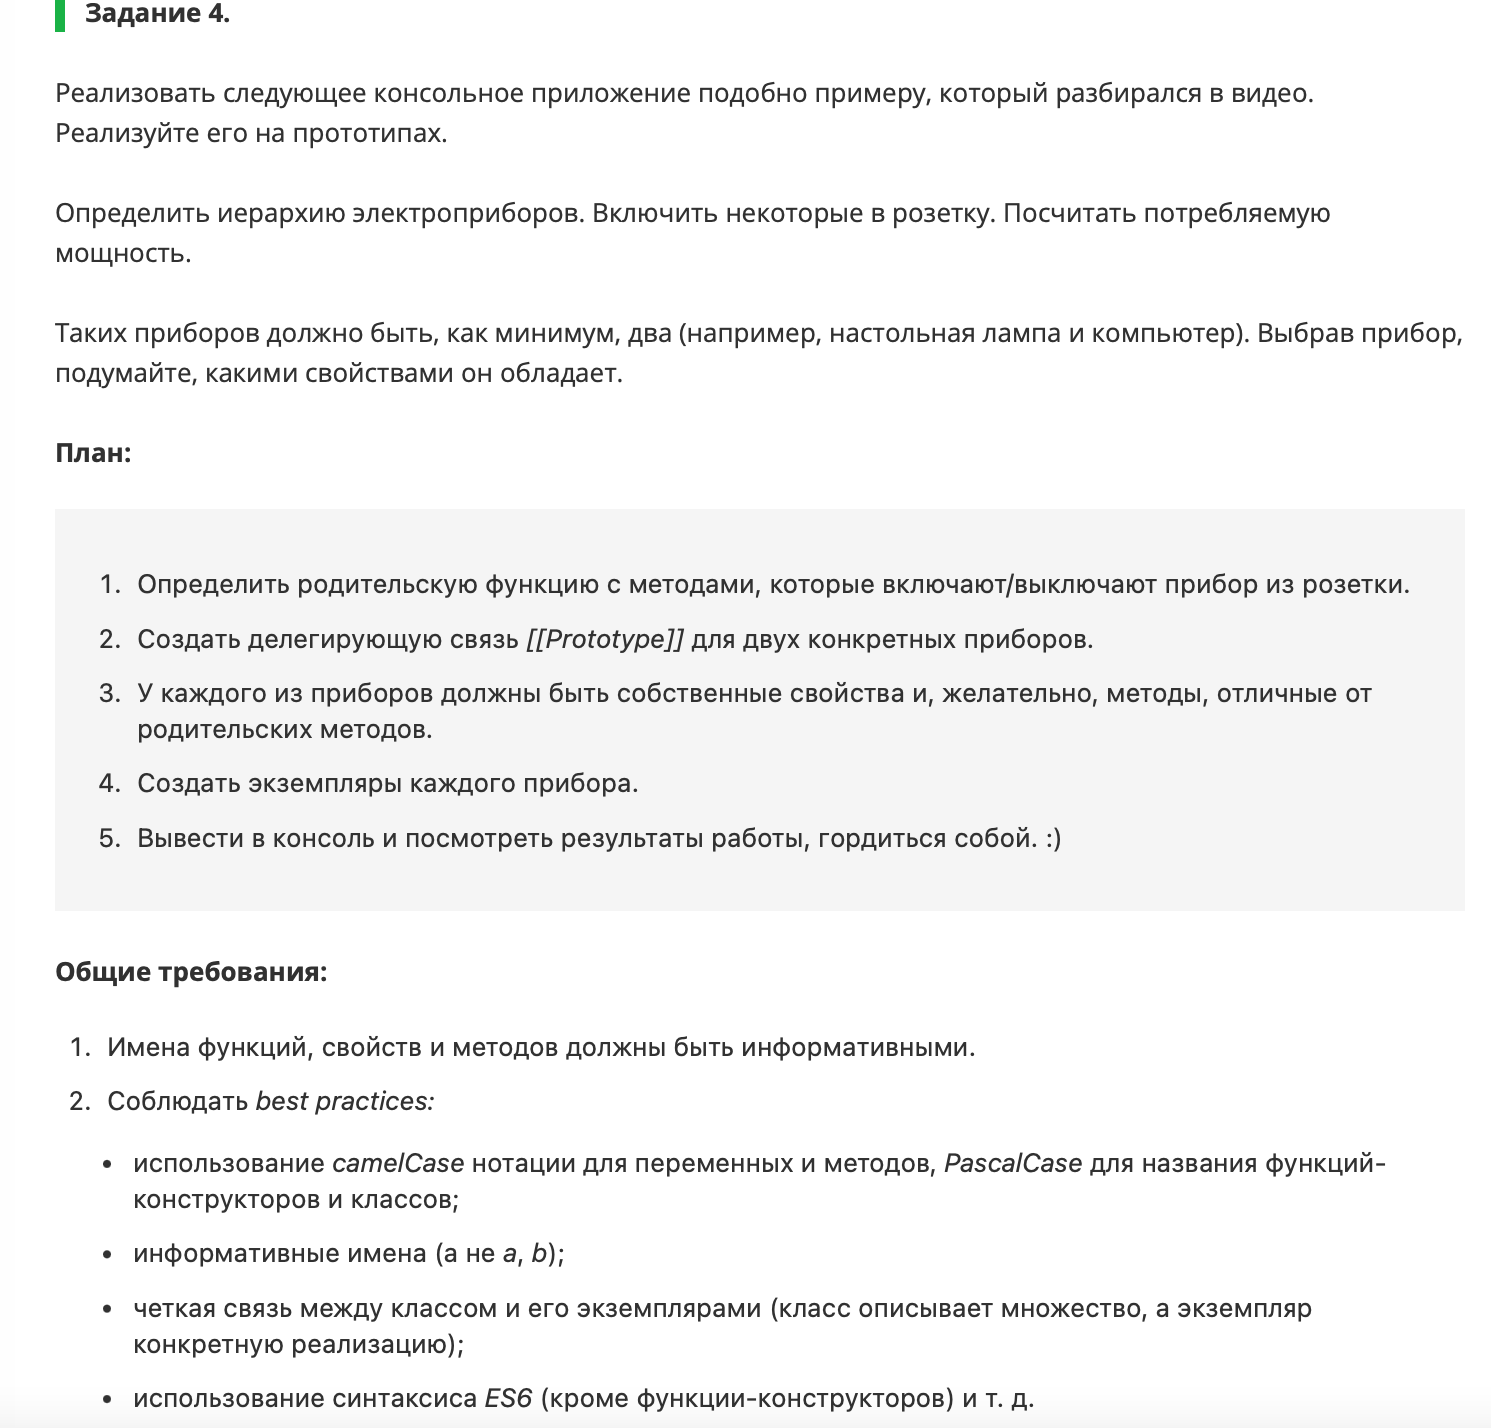 Задание 4.
Реализовать следующее консольное приложение подобно примеру, который разбирался в видео.
Реализуйте его на прототипах.
Определить иерархию электроприборов. Включить некоторые в розетку. Посчитать потребляемую
мощность.
Таких приборов должно быть, как минимум, два (например, настольная лампа и компьютер). Выбрав прибор,
подумайте, какими свойствами он обладает.
План:
1. Определить родительскую функцию с методами, которые включают/выключают прибор из розетки.
2. Создать делегирующую связь [[Prototype]] для двух конкретных приборов.
3. У каждого из приборов должны быть собственные свойства и, желательно, методы, отличные от
родительских методов.
4. Создать экземпляры каждого прибора.
5. Вывести в консоль и посмотреть результаты работы, гордиться собой. :)
Общие требования:
1. Имена функций, свойств и методов должны быть информативными.
2. Соблюдать best practices:
• использование camelCase нотации для переменных и методов, PascalCase для названия функций-
конструкторов и классов;
• информативные имена (а не a, b);
• четкая связь между классом и его экземплярами (класс описывает множество, а экземпляр
конкретную реализацию);
• использование синтаксиса ES6 (кроме функции-конструкторов) и т. д.